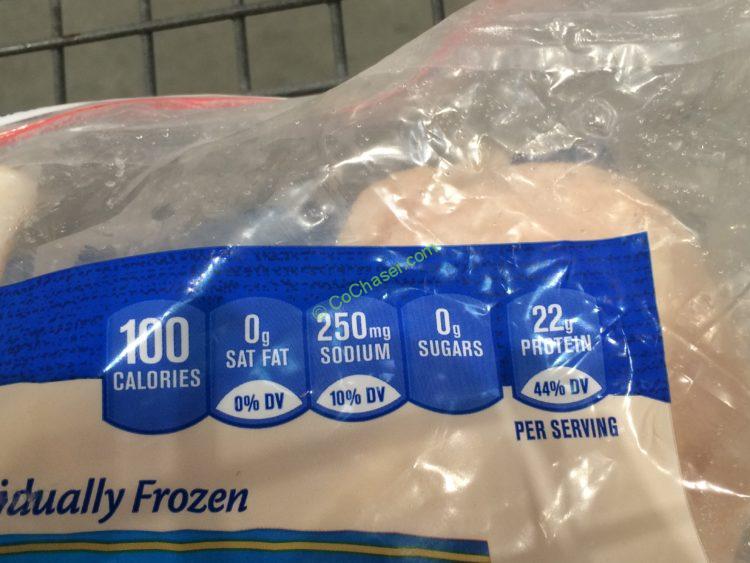 © CoChaser.com
100
CALORIES
0g
SAT FAT
0% DV
250mg
SODIUM
10% DV
0g
SUGARS
22g
PROTEIN
44% DV
PER SERVING
idually Frozen